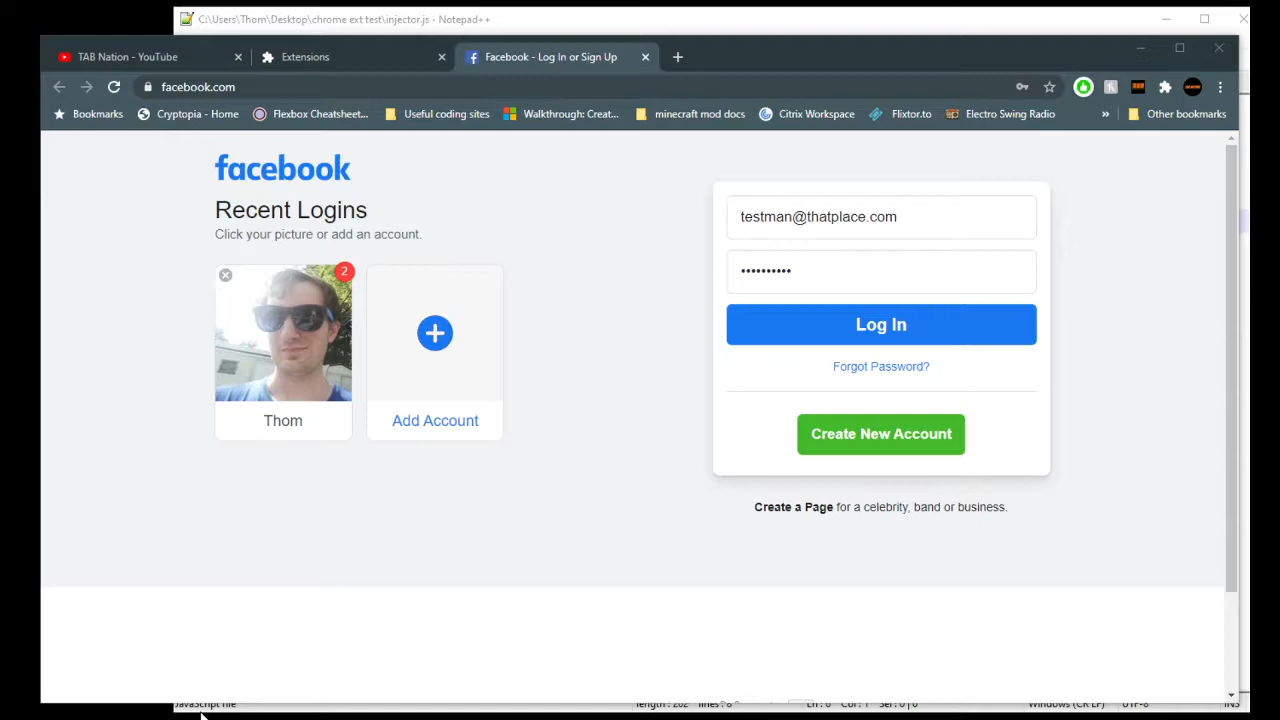 C:\Users\Thom\Desktop\chrome ext test\injector.js - Notepad++
TAB Nation - YouTube
Extensions
Facebook - Log In or Sign Up
facebook.com
Bookmarks
Cryptopia - Home
Flexbox Cheatsheet...
Useful coding sites
Walkthrough: Creat...
minecraft mod docs
Citrix Workspace
Flixtor.to
Electro Swing Radio
»
Other bookmarks
facebook
Recent Logins
Click your picture or add an account.
2
Thom
Add Account
testman@thatplace.com
••••••••••
Log In
Forgot Password?
Create New Account
Create a Page for a celebrity, band or business.
JavaScript file
Windows (CR LF)
UTF-8
INS